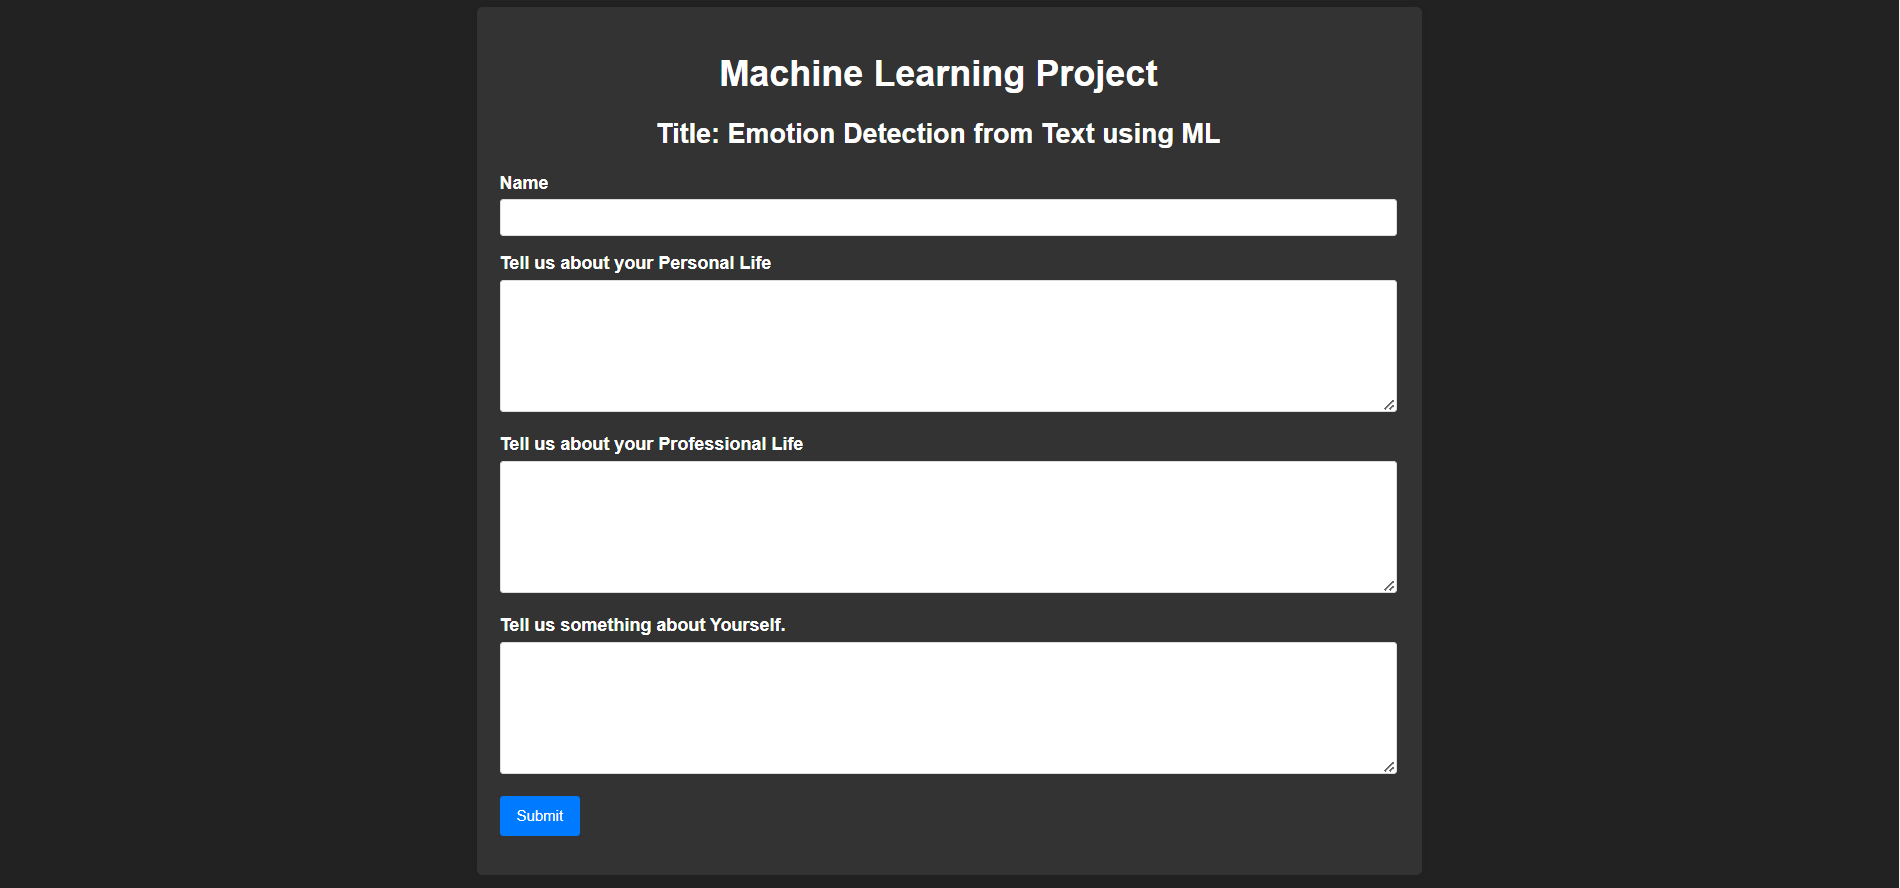 Machine Learning Project
Title: Emotion Detection from Text using ML
Name
Tell us about your Personal Life
Tell us about your Professional Life
Tell us something about Yourself.
Submit